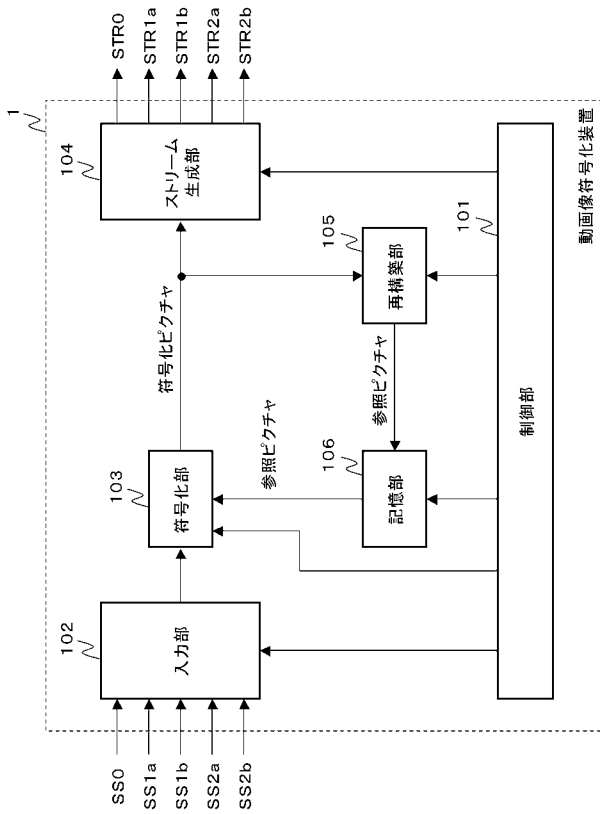 1
SS0
SS1a
SS1b
SS2a
SS2b
102
入力部
103
符号化部
符号化ピクチャ
104
ストリーム
生成部
STR0
STR1a
STR1b
STR2a
STR2b
参照ピクチャ
106
記憶部
参照ピクチャ
105
再構築部
101
制御部
動画像符号化装置